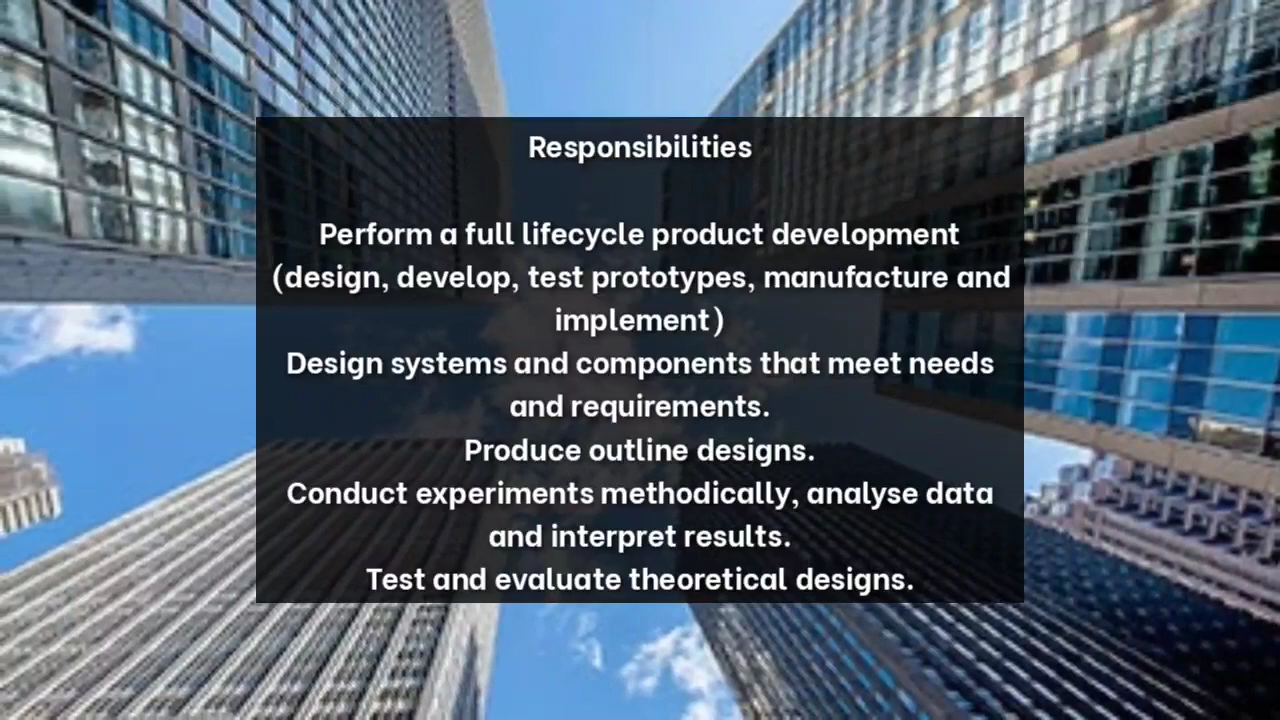 Responsibilities
Perform a full lifecycle product development
(design, develop, test prototypes, manufacture and
implement)
Design systems and components that meet needs
and requirements.
Produce outline designs.
Conduct experiments methodically, analyse data
and interpret results.
Test and evaluate theoretical designs.